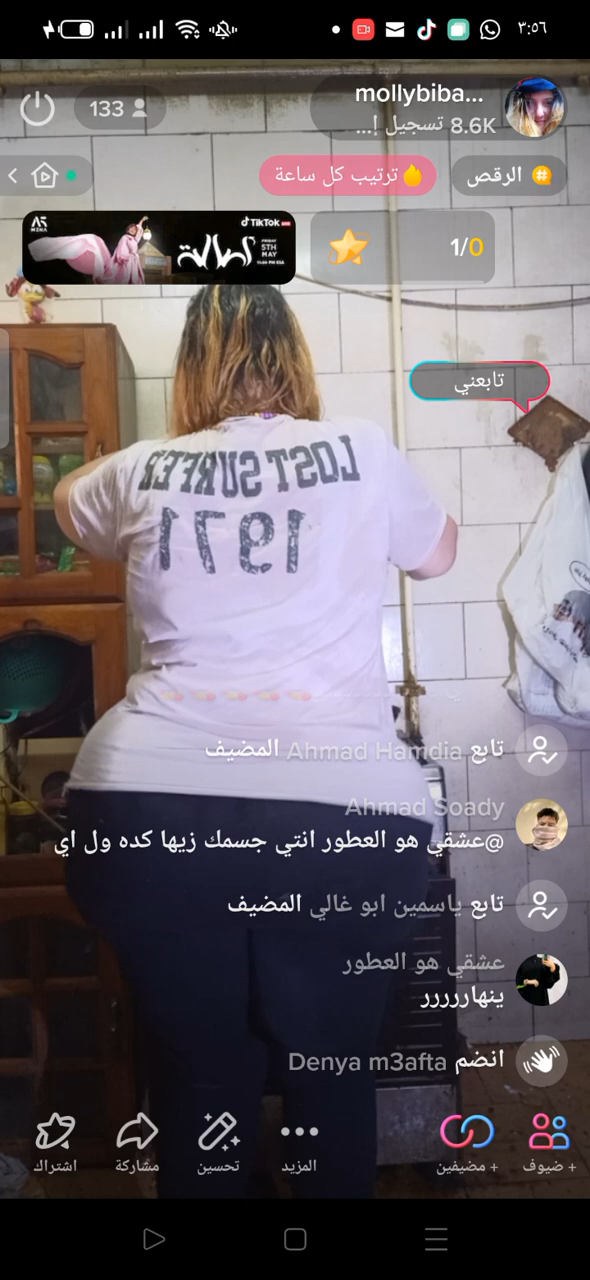 ٣:٥٦
mollybiba...
8.6K تسجيل إ...
133
الرقص
ترتيب كل ساعة
MENA
TikTok
أصالة
FRIDAY
5TH
MAY
1/0
تابعني
LOST SURFER
1971
تابع Ahmad Hamdia المضيف
Ahmad Soady
@عشقي هو العطور انتي جسمك زيها كده ول اي
تابع ياسمين ابو غالي المضيف
عشقي هو العطور
ينهاررررر
انضم Denya m3afta
+ ضيوف
+ مضيفين
المزيد
تحسين
مشاركة
اشتراك